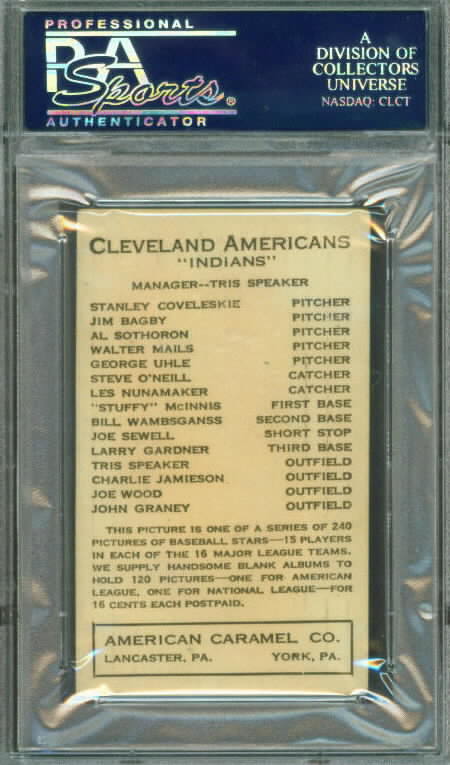 PROFESSIONAL
PSA
Sports®
AUTHENTICATOR
A
DIVISION OF
COLLECTORS
UNIVERSE
NASDAQ: CLCT
CLEVELAND AMERICANS
"INDIANS"
MANAGER--TRIS SPEAKER
STANLEY COVELESKIE PITCHER
JIM BAGBY PITCHER
AL SOTHORON PITCHER
WALTER MAILS PITCHER
GEORGE UHLE PITCHER
STEVE O'NEILL CATCHER
LES NUNAMAKER CATCHER
"STUFFY" McINNIS FIRST BASE
BILL WAMBSGANSS SECOND BASE
JOE SEWELL SHORT STOP
LARRY GARDNER THIRD BASE
TRIS SPEAKER OUTFIELD
CHARLIE JAMIESON OUTFIELD
JOE WOOD OUTFIELD
JOHN GRANEY OUTFIELD
THIS PICTURE IS ONE OF A SERIES OF 240
PICTURES OF BASEBALL STARS—15 PLAYERS
IN EACH OF THE 16 MAJOR LEAGUE TEAMS.
WE SUPPLY HANDSOME BLANK ALBUMS TO
HOLD 120 PICTURES—ONE FOR AMERICAN
LEAGUE, ONE FOR NATIONAL LEAGUE—FOR
16 CENTS EACH POSTPAID.
AMERICAN CARAMEL CO.
LANCASTER, PA. YORK, PA.